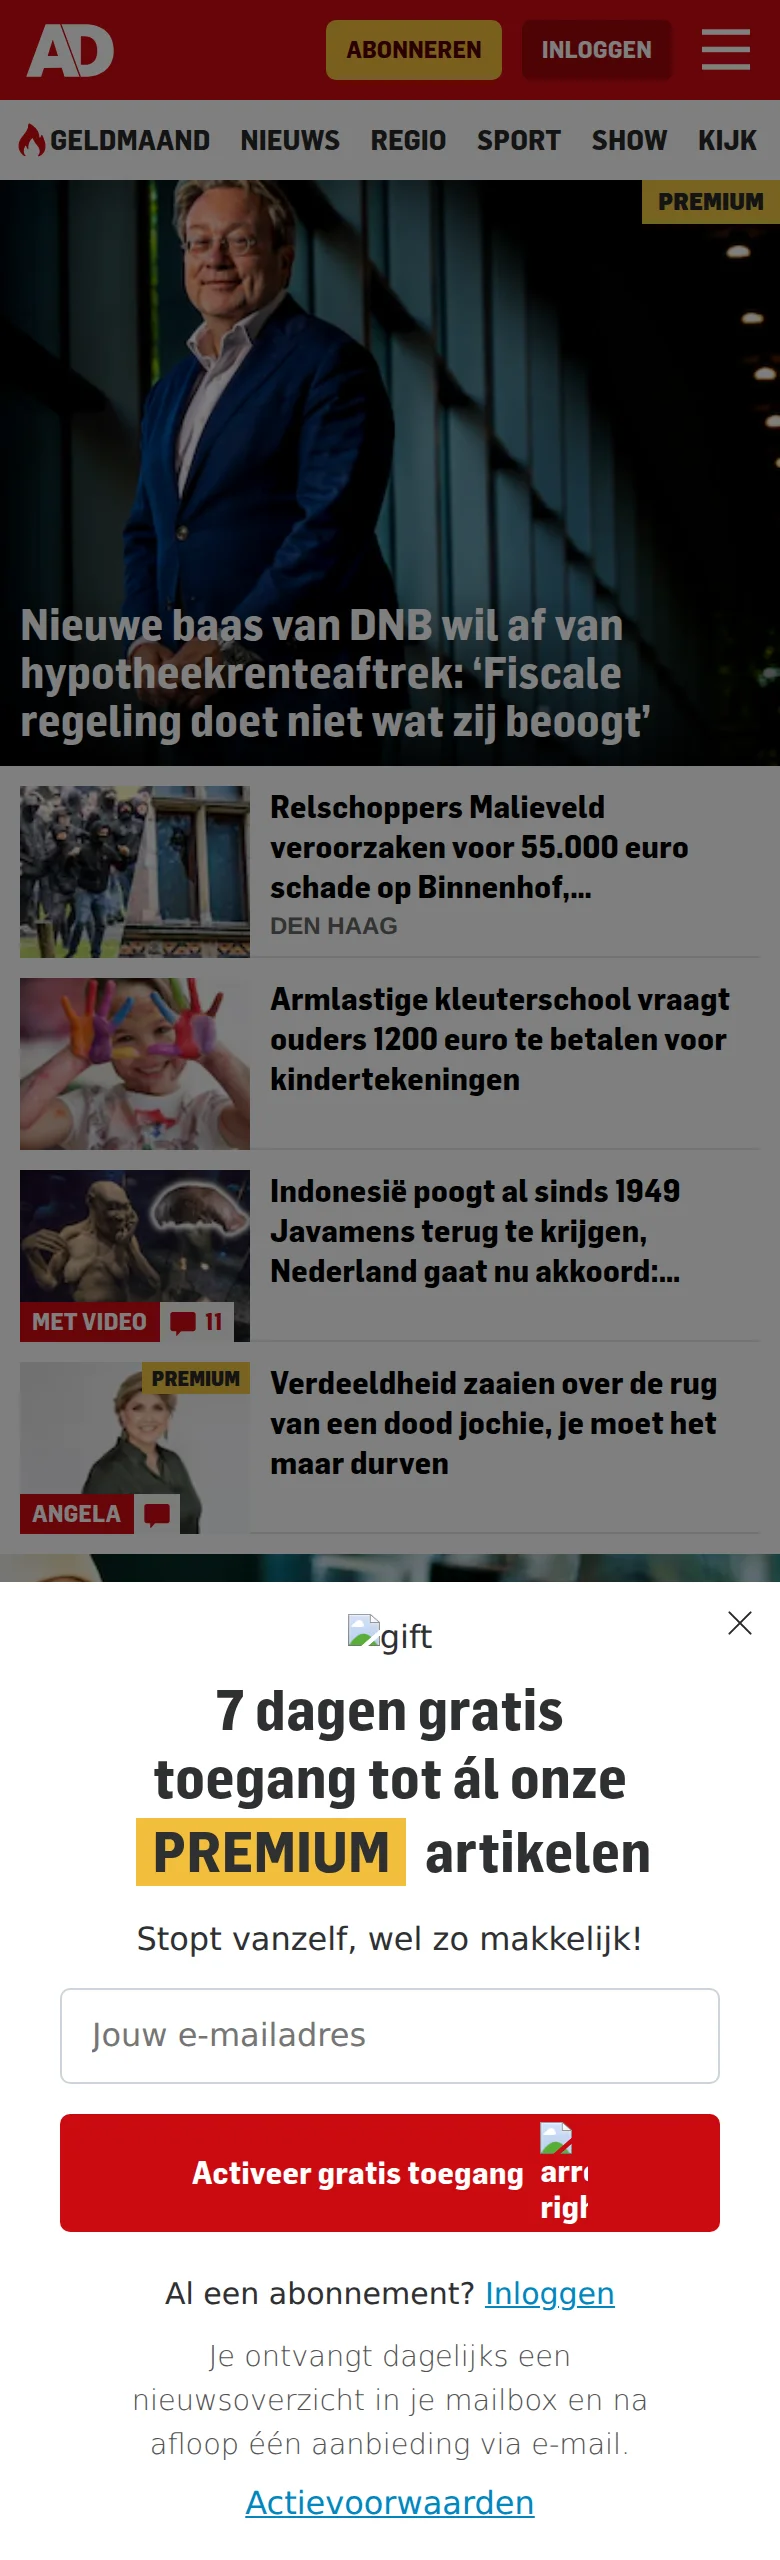 AD
ABONNEREN
INLOGGEN
GELDMAAND
NIEUWS
REGIO
SPORT
SHOW
KIJK
PREMIUM
Nieuwe baas van DNB wil af van
hypotheekrenteaftrek: ‘Fiscale
regeling doet niet wat zij beoogt’
Relschoppers Malieveld
veroorzaken voor 55.000 euro
schade op Binnenhof,...
DEN HAAG
Armlastige kleuterschool vraagt
ouders 1200 euro te betalen voor
kindertekeningen
Indonesië poogt al sinds 1949
Javamens terug te krijgen,
Nederland gaat nu akkoord:...
MET VIDEO
11
PREMIUM
Verdeeldheid zaaien over de rug
van een dood jochie, je moet het
maar durven
ANGELA
gift
7 dagen gratis
toegang tot ál onze
PREMIUM artikelen
Stopt vanzelf, wel zo makkelijk!
Jouw e-mailadres
Activeer gratis toegang
Al een abonnement? Inloggen
Je ontvangt dagelijks een
nieuwsoverzicht in je mailbox en na
afloop één aanbieding via e-mail.
Actievoorwaarden